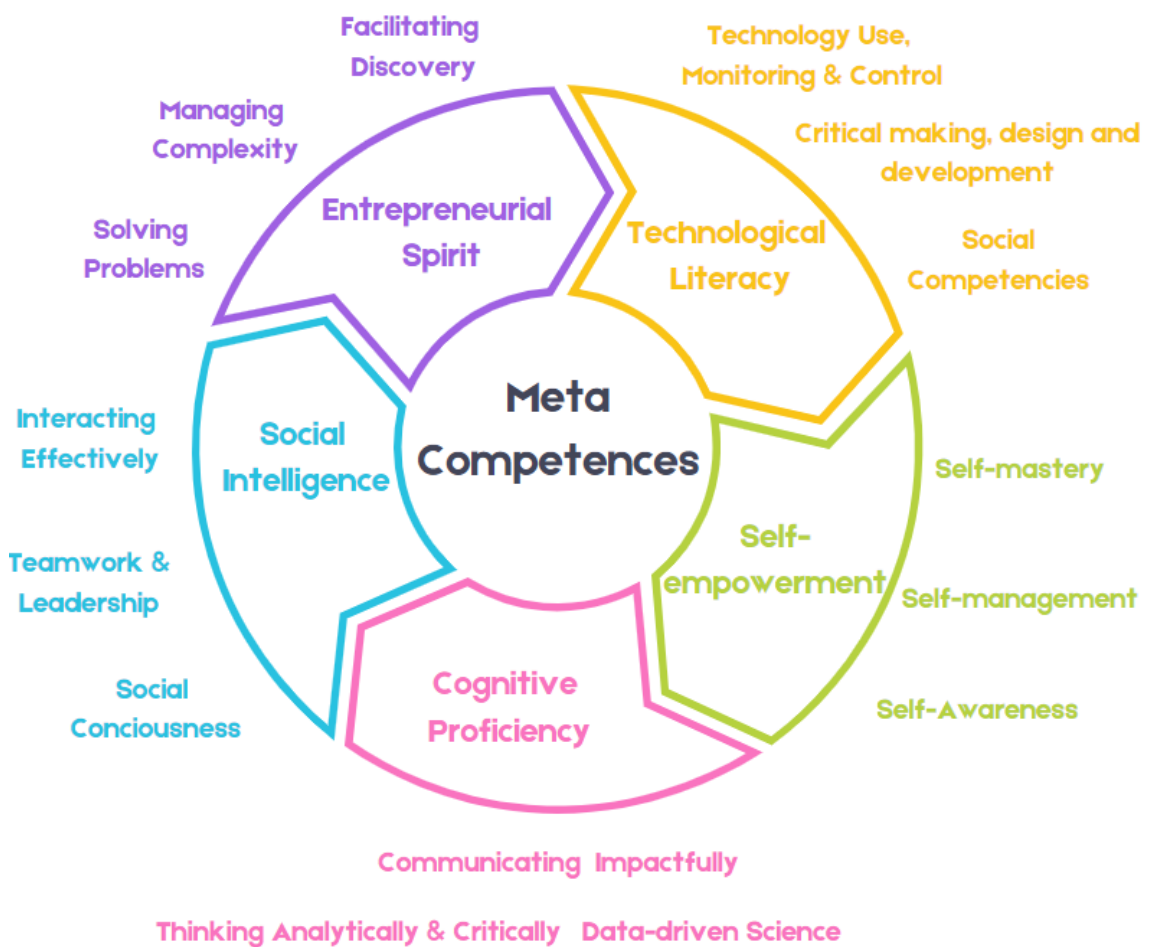 Facilitating
Discovery
Managing
Complexity
Solving
Problems
Entrepreneurial
Spirit
Technology Use,
Monitoring & Control
Critical making, design and
development
Social
Competencies
Technological
Literacy
Meta
Competences
Interacting
Effectively
Teamwork &
Leadership
Social
Conciousness
Social
Intelligence
Self-
empowerment
Self-mastery
Self-management
Self-Awareness
Cognitive
Proficiency
Communicating Impactfully
Thinking Analytically & Critically Data-driven Science